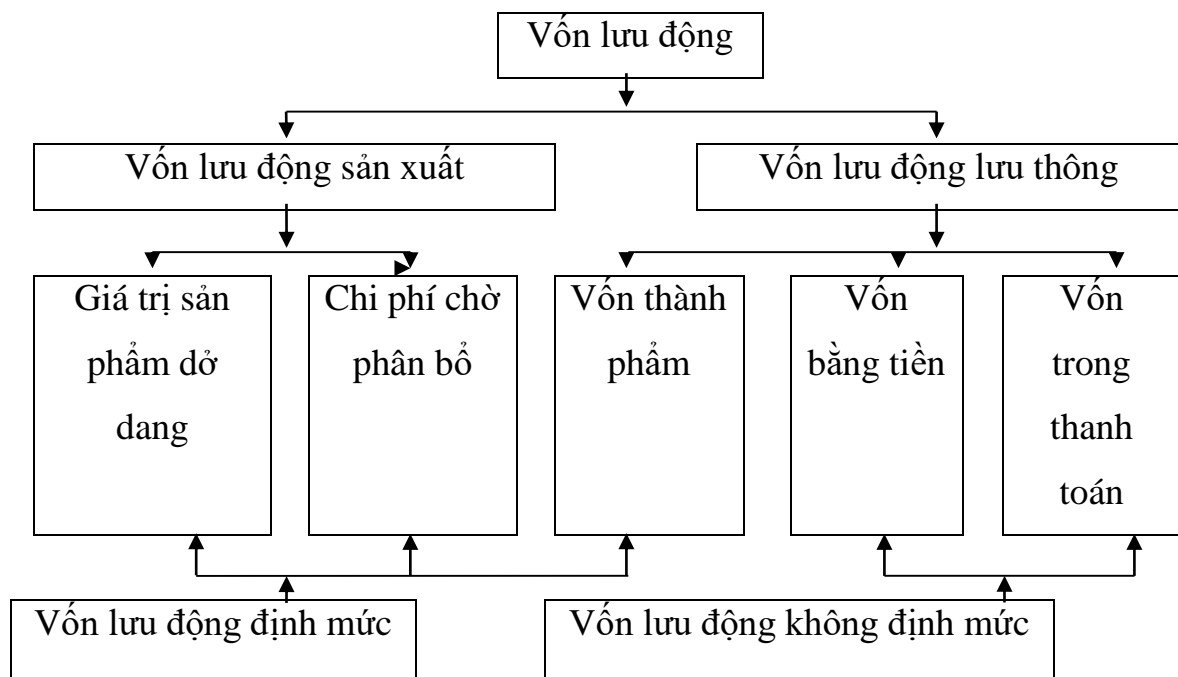 Vốn lưu động
Vốn lưu động sản xuất
Vốn lưu động lưu thông
Giá trị sản
phẩm dở
dang
Chi phí chờ
phân bổ
Vốn thành
phẩm
Vốn
bằng tiền
Vốn
trong
thanh
toán
Vốn lưu động định mức
Vốn lưu động không định mức